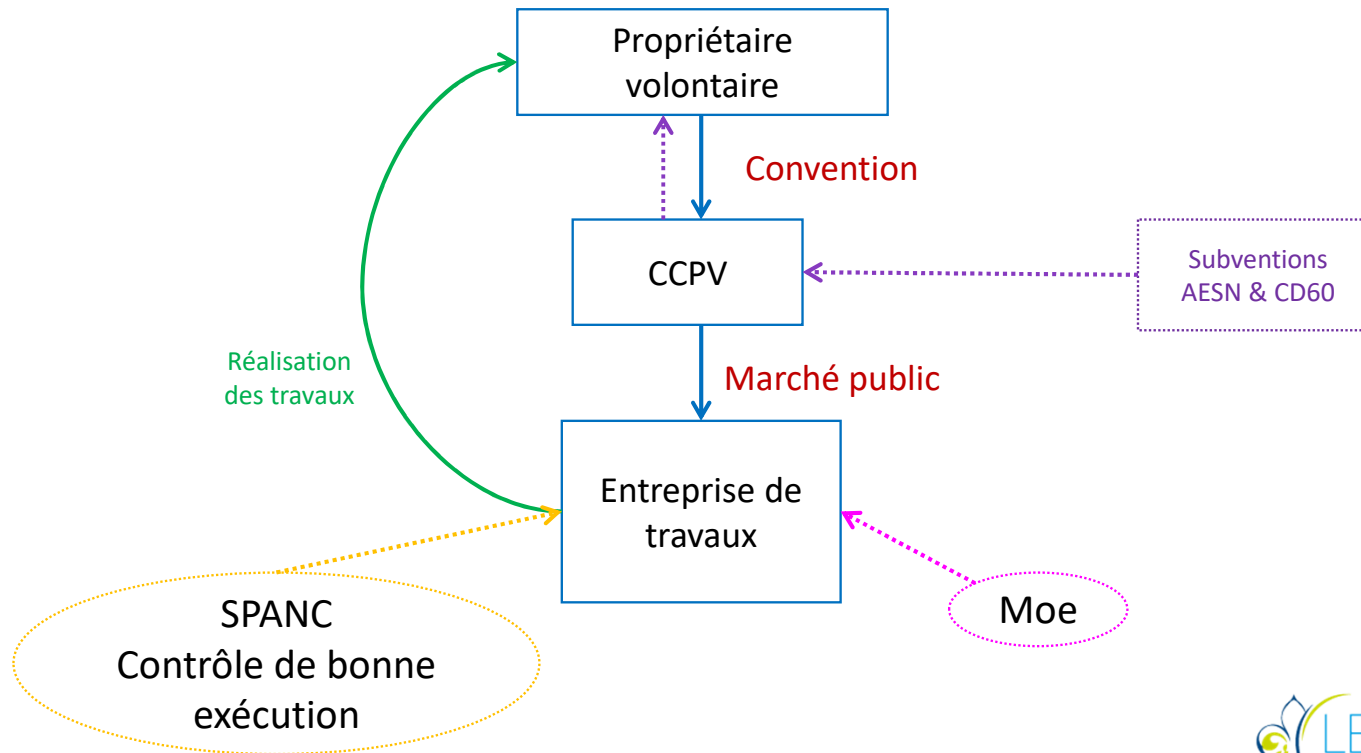 Propriétaire
volontaire
Convention
CCPV
Subventions
AESN & CD60
Réalisation
des travaux
Marché public
Entreprise de
travaux
SPANC
Contrôle de bonne
exécution
Moe
LE